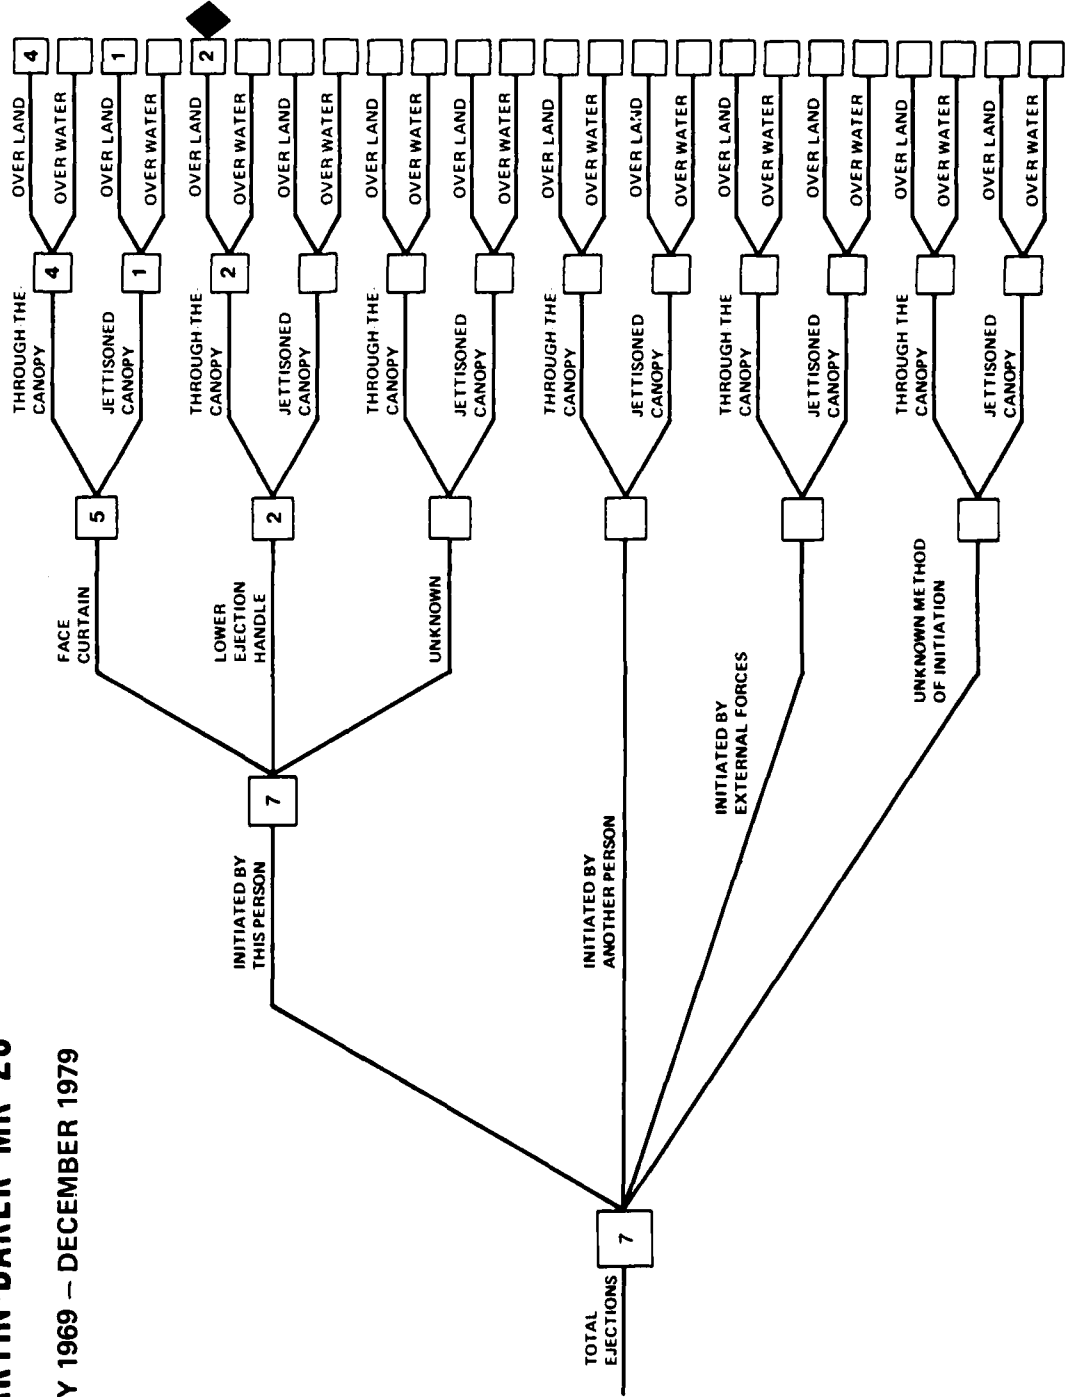 Y 1969 – DECEMBER 1979
TOTAL
EJECTIONS
7
INITIATED BY
THIS PERSON
7
FACE
CURTAIN
5
THROUGH THE
CANOPY
4
OVER LAND
4
OVER WATER
JETTISONED
CANOPY
1
OVER LAND
1
OVER WATER
LOWER
EJECTION
HANDLE
2
THROUGH THE
CANOPY
2
OVER LAND
2
OVER WATER
JETTISONED
CANOPY
OVER LAND
OVER WATER
UNKNOWN
THROUGH THE
CANOPY
OVER LAND
OVER WATER
JETTISONED
CANOPY
OVER LAND
OVER WATER
INITIATED BY
ANOTHER PERSON
THROUGH THE
CANOPY
OVER LAND
OVER WATER
JETTISONED
CANOPY
OVER LAND
OVER WATER
INITIATED BY
EXTERNAL FORCES
THROUGH THE
CANOPY
OVER LAND
OVER WATER
JETTISONED
CANOPY
OVER LAND
OVER WATER
UNKNOWN METHOD
OF INITIATION
THROUGH THE
CANOPY
OVER LAND
OVER WATER
JETTISONED
CANOPY
OVER LAND
OVER WATER